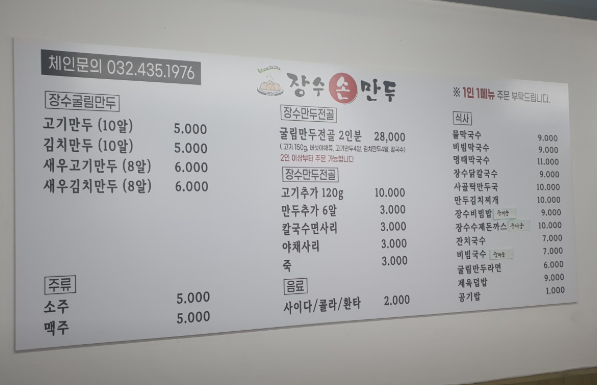 체인문의 032.435.1976
장수굴림만두
고기만두 (10알) 5.000
김치만두 (10알) 5.000
새우고기만두 (8알) 6.000
새우김치만두 (8알) 6.000
주류
소주 5.000
맥주 5.000
장수손만두
장수만두전골
굴림만두전골 2인분 28,000
2인 이상부터 주문 가능합니다
장수만두전골
고기추가 120g 10.000
만두추가 6알 3.000
칼국수면사리 3.000
야채사리 3.000
죽 3.000
음료
사이다/콜라/환타 2.000
※ 1인 1메뉴 주문 부탁드립니다.
식사
물막국수 9.000
비빔막국수 9.000
명태막국수 11.000
장수닭칼국수 9.000
사골떡만두국 10.000
만두김치찌개 10.000
장수비빔밥 9.000
장수수제돈까스 10.000
잔치국수 7.000
비빔국수 7.000
굴림만두라면 6.000
제육덮밥 9.000
공기밥 1.000